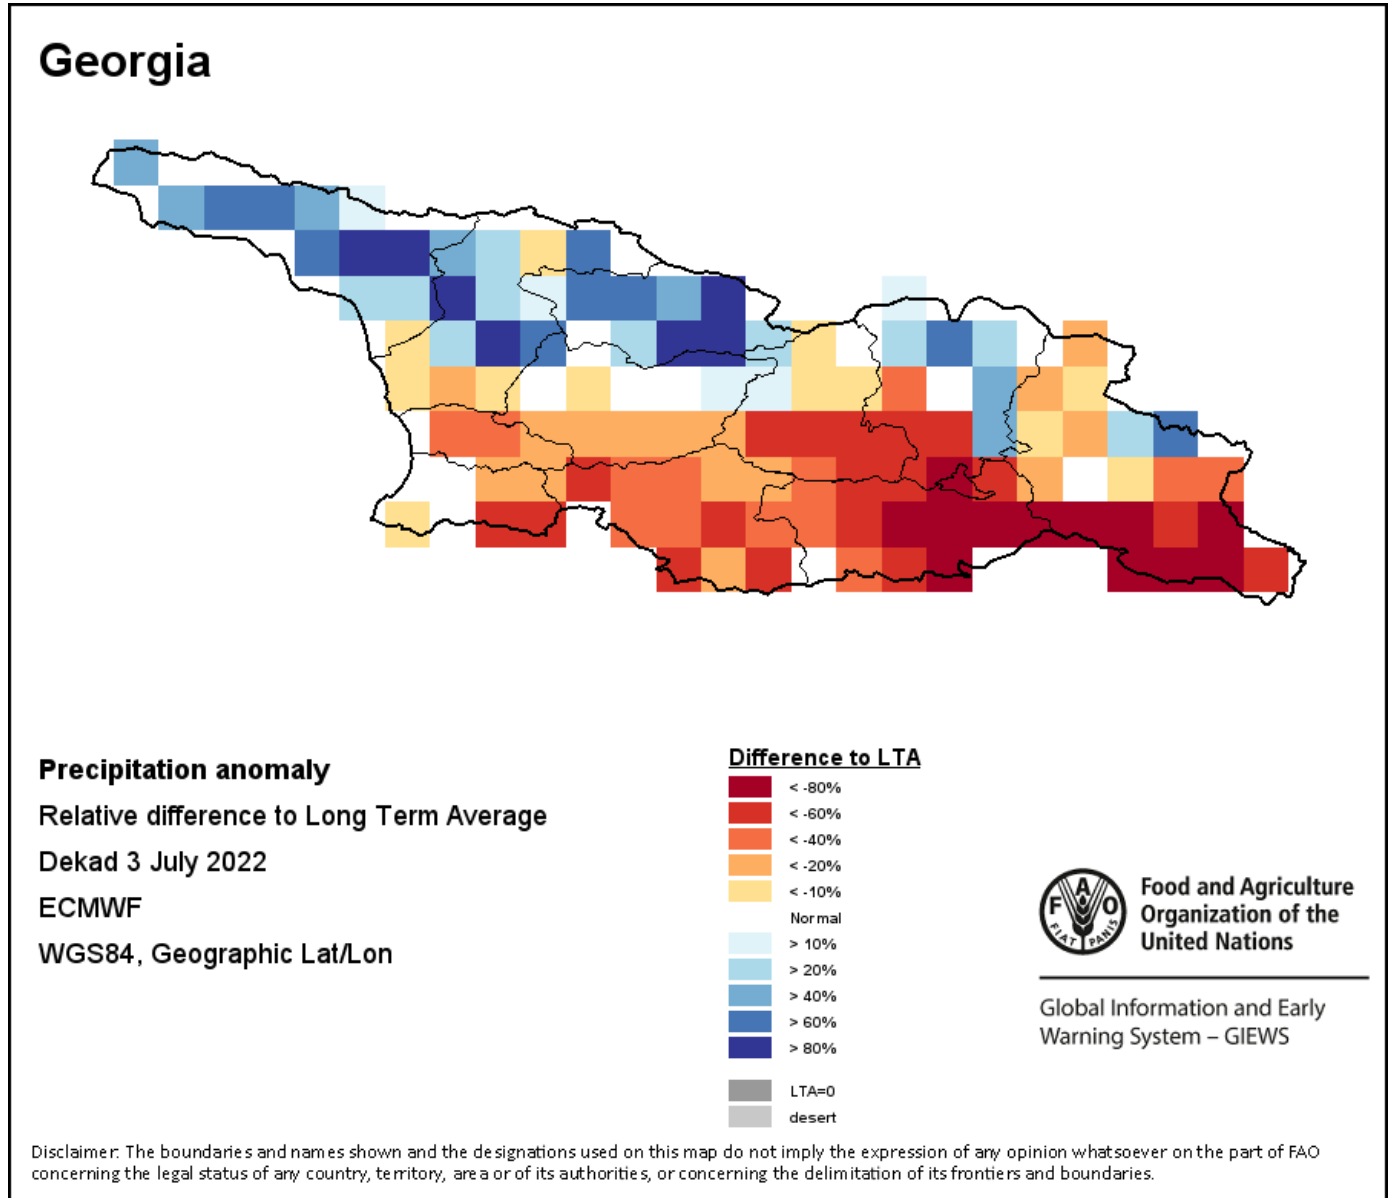 Georgia
Precipitation anomaly
Relative difference to Long Term Average
Dekad 3 July 2022
ECMWF
WGS84, Geographic Lat/Lon
Difference to LTA
< -80%
< -60%
< -40%
< -20%
< -10%
Normal
> 10%
> 20%
> 40%
> 60%
> 80%
LTA=0
desert
F A O
FIAT PANIS
Food and Agriculture
Organization of the
United Nations
Global Information and Early
Warning System – GIEWS
Disclaimer: The boundaries and names shown and the designations used on this map do not imply the expression of any opinion whatsoever on the part of FAO
concerning the legal status of any country, territory, area or of its authorities, or concerning the delimitation of its frontiers and boundaries.